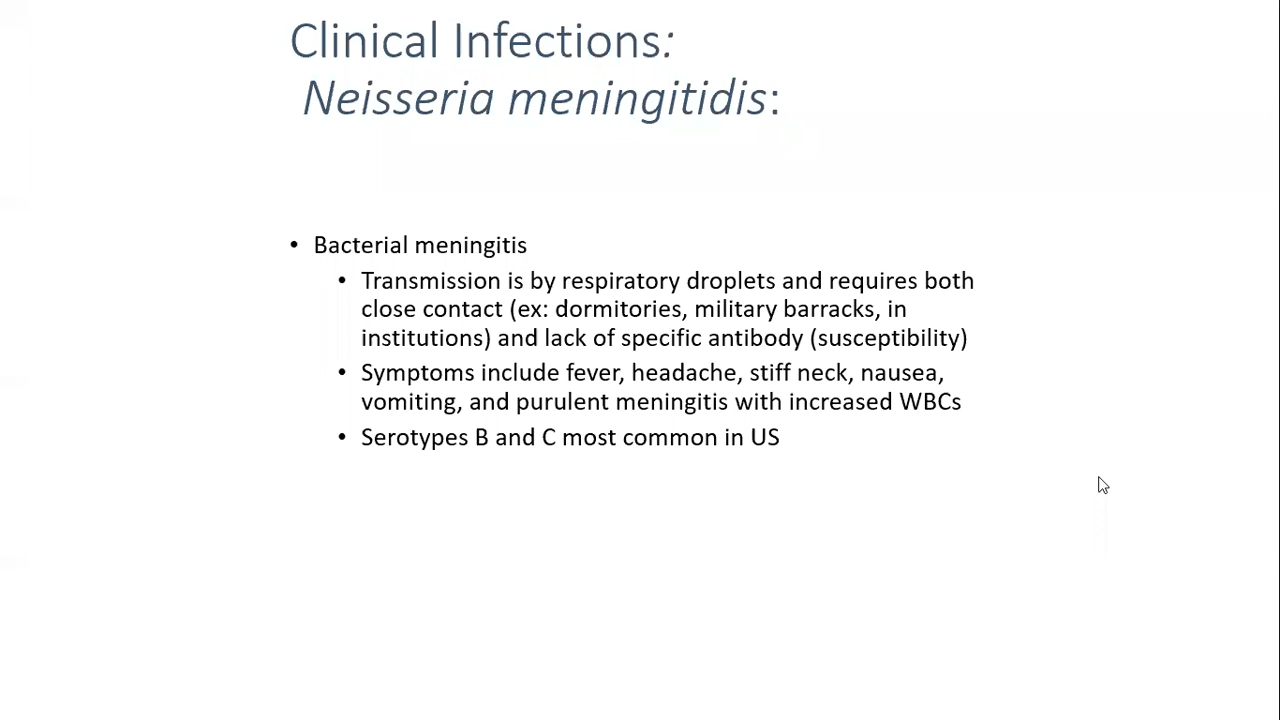 Clinical Infections:
Neisseria meningitidis:
• Bacterial meningitis
• Transmission is by respiratory droplets and requires both
close contact (ex: dormitories, military barracks, in
institutions) and lack of specific antibody (susceptibility)
• Symptoms include fever, headache, stiff neck, nausea,
vomiting, and purulent meningitis with increased WBCs
• Serotypes B and C most common in US